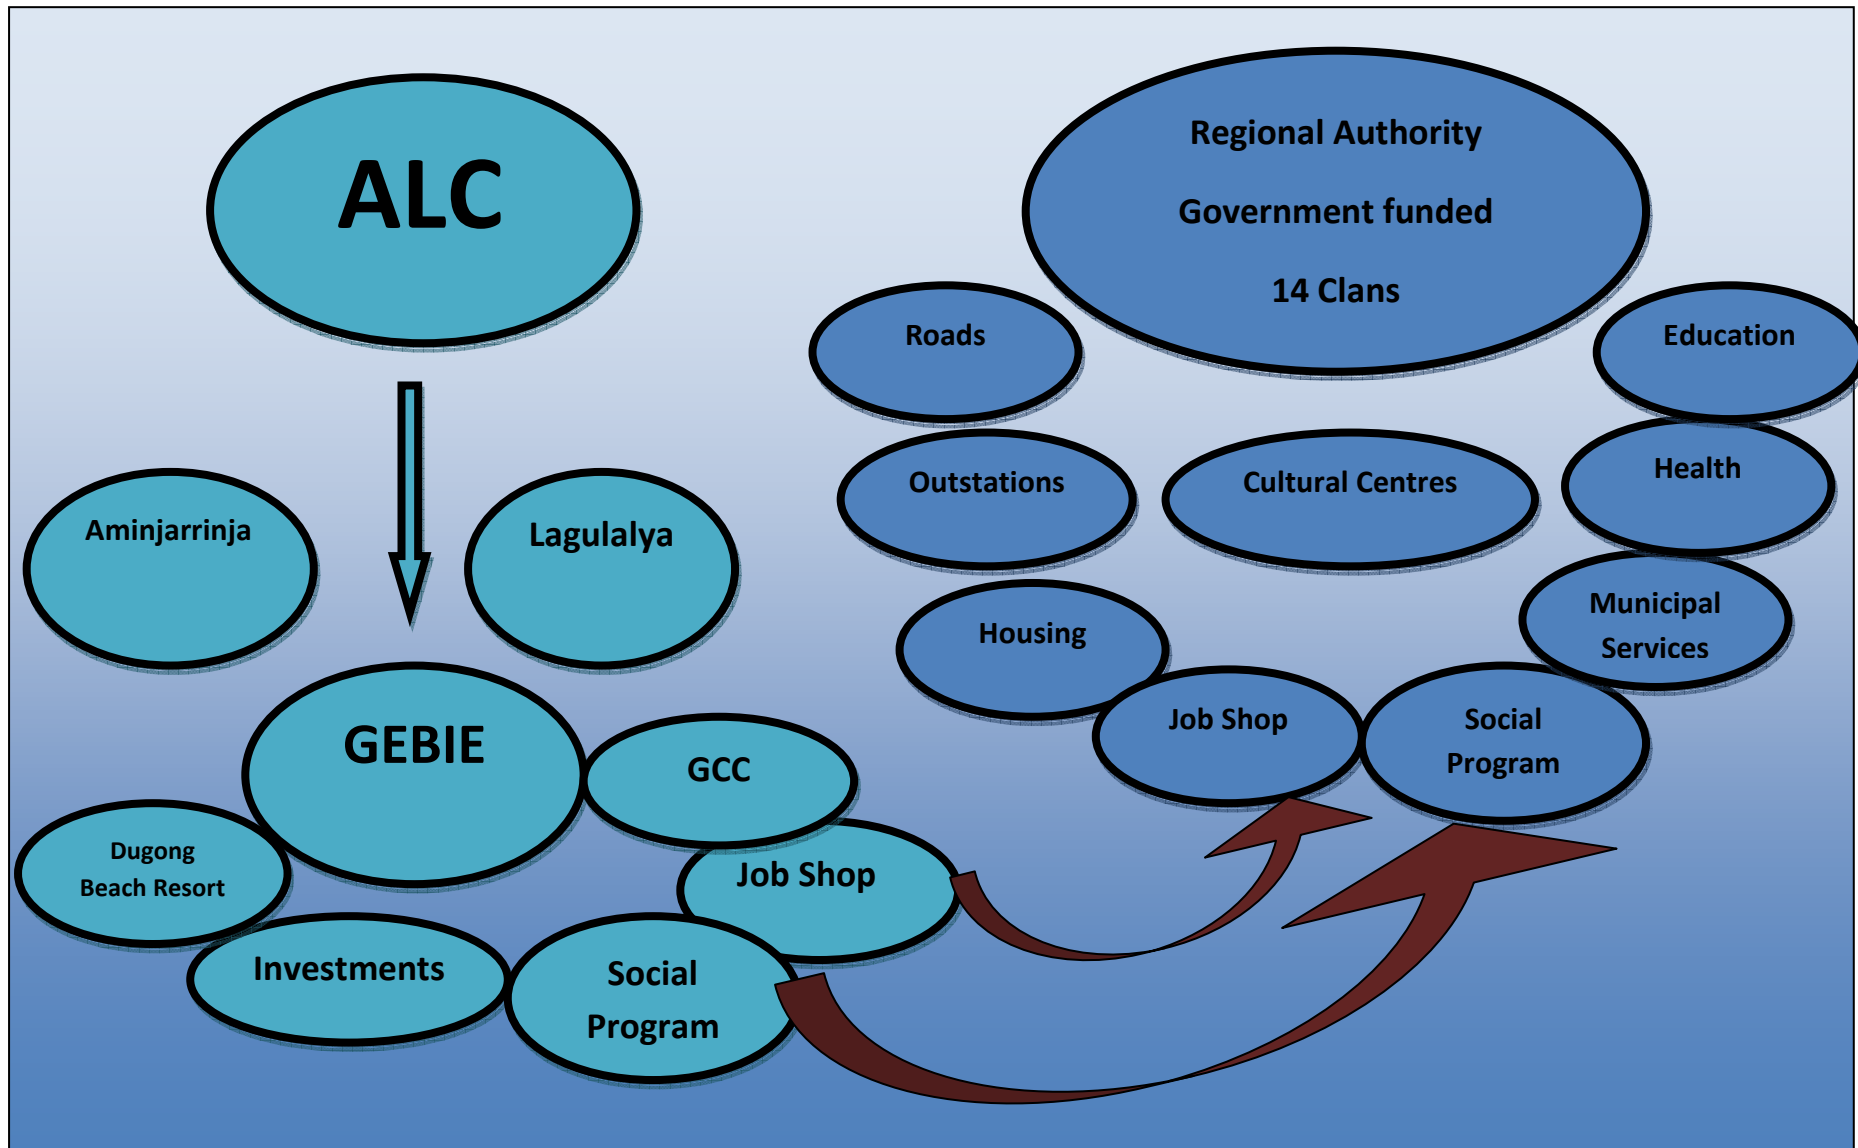 ALC
Regional Authority
Government funded
14 Clans
Roads
Education
Outstations
Cultural Centres
Health
Aminjarrinja
Lagulalya
Housing
Municipal
Services
GEBIE
GCC
Job Shop
Social
Program
Dugong
Beach Resort
Job Shop
Investments
Social
Program